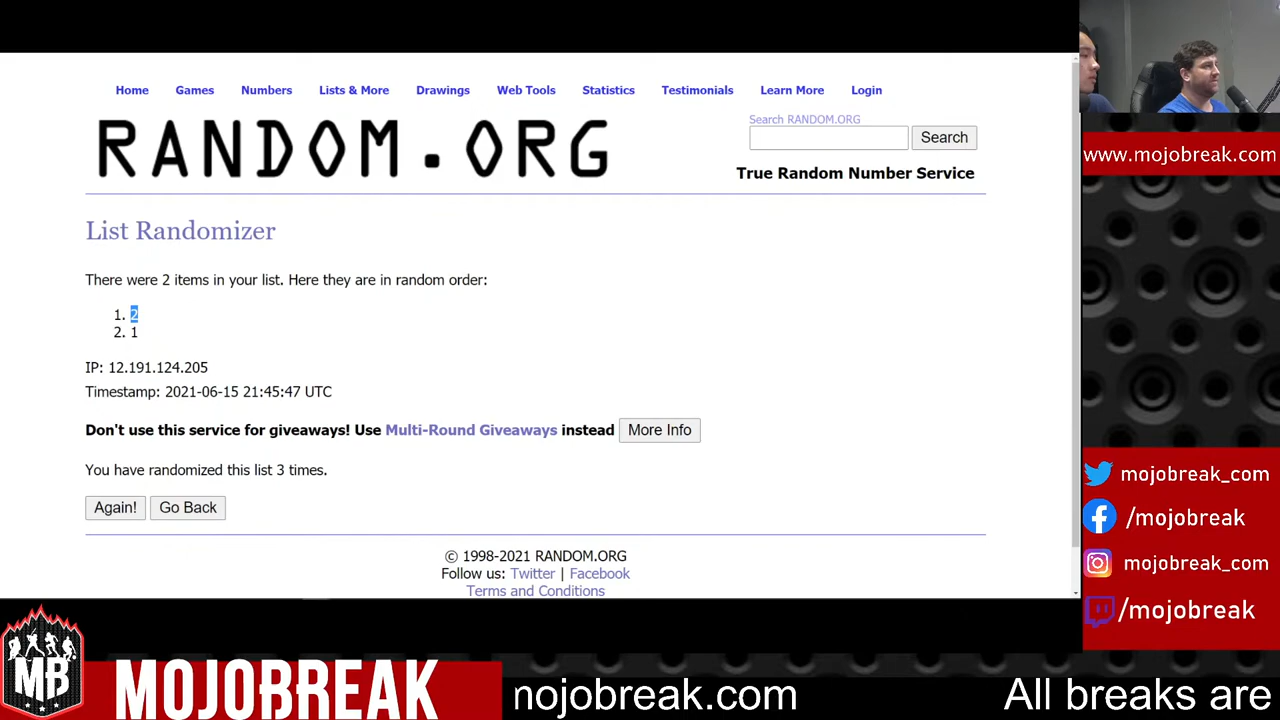 Home Games Numbers Lists & More Drawings Web Tools Statistics Testimonials Learn More Login
RANDOM.ORG
Search RANDOM.ORG
Search
True Random Number Service
List Randomizer
There were 2 items in your list. Here they are in random order:
1. 2
2. 1
IP: 12.191.124.205
Timestamp: 2021-06-15 21:45:47 UTC
Don't use this service for giveaways! Use Multi-Round Giveaways instead More Info
You have randomized this list 3 times.
Again! Go Back
© 1998-2021 RANDOM.ORG
Follow us: Twitter | Facebook
Terms and Conditions
www.mojobreak.com
mojobreak_com
/mojobreak
mojobreak_com
/mojobreak
MB
MOJOBREAK
nojobreak.com
All breaks are